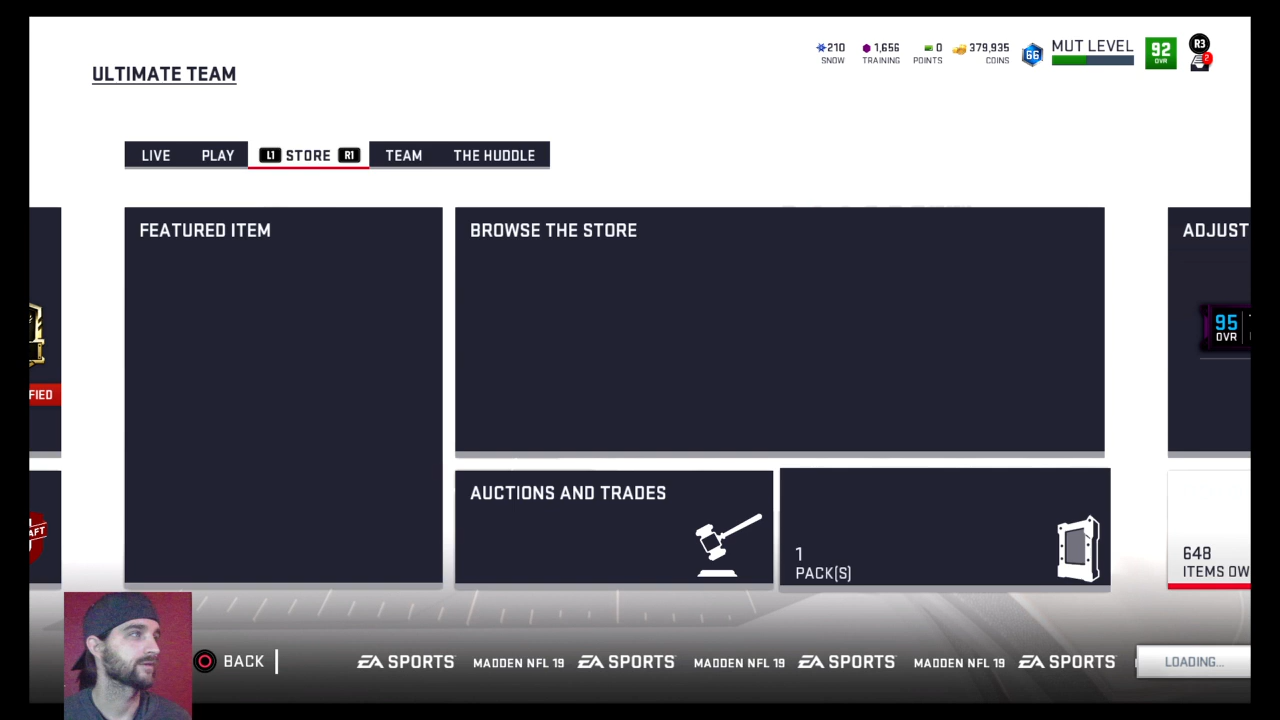 ULTIMATE TEAM
210 SNOW
1,656 TRAINING
0 POINTS
379,935 COINS
66
MUT LEVEL
92 OVR
R3
2
LIVE PLAY L1 STORE R1 TEAM THE HUDDLE
FEATURED ITEM
BROWSE THE STORE
ADJUST
95
OVR
FIED
AUCTIONS AND TRADES
1
PACK(S)
648
ITEMS OW
AFT
BACK
EA SPORTS MADDEN NFL 19 EA SPORTS MADDEN NFL 19 EA SPORTS MADDEN NFL 19 EA SPORTS
LOADING...